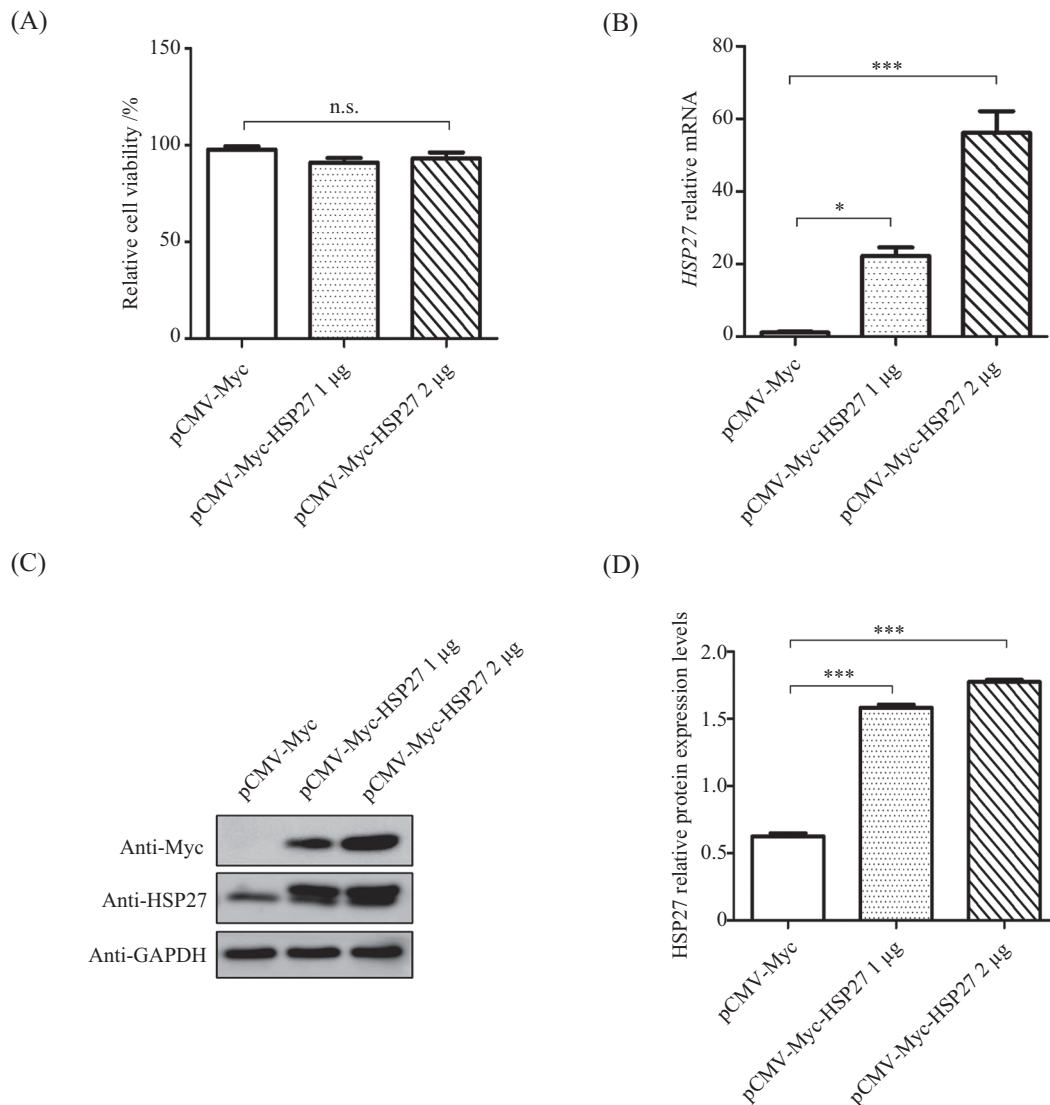 (A)
Relative cell viability /%
150
100
50
0
n.s.
pCMV-Myc
pCMV-Myc-HSP27 1 μg
pCMV-Myc-HSP27 2 μg
(B)
HSP27 relative mRNA
80
60
40
20
0
***
*
pCMV-Myc
pCMV-Myc-HSP27 1 μg
pCMV-Myc-HSP27 2 μg
(C)
pCMV-Myc
pCMV-Myc-HSP27 1 μg
pCMV-Myc-HSP27 2 μg
Anti-Myc
Anti-HSP27
Anti-GAPDH
(D)
HSP27 relative protein expression levels
2.0
1.5
1.0
0.5
0
***
***
pCMV-Myc
pCMV-Myc-HSP27 1 μg
pCMV-Myc-HSP27 2 μg